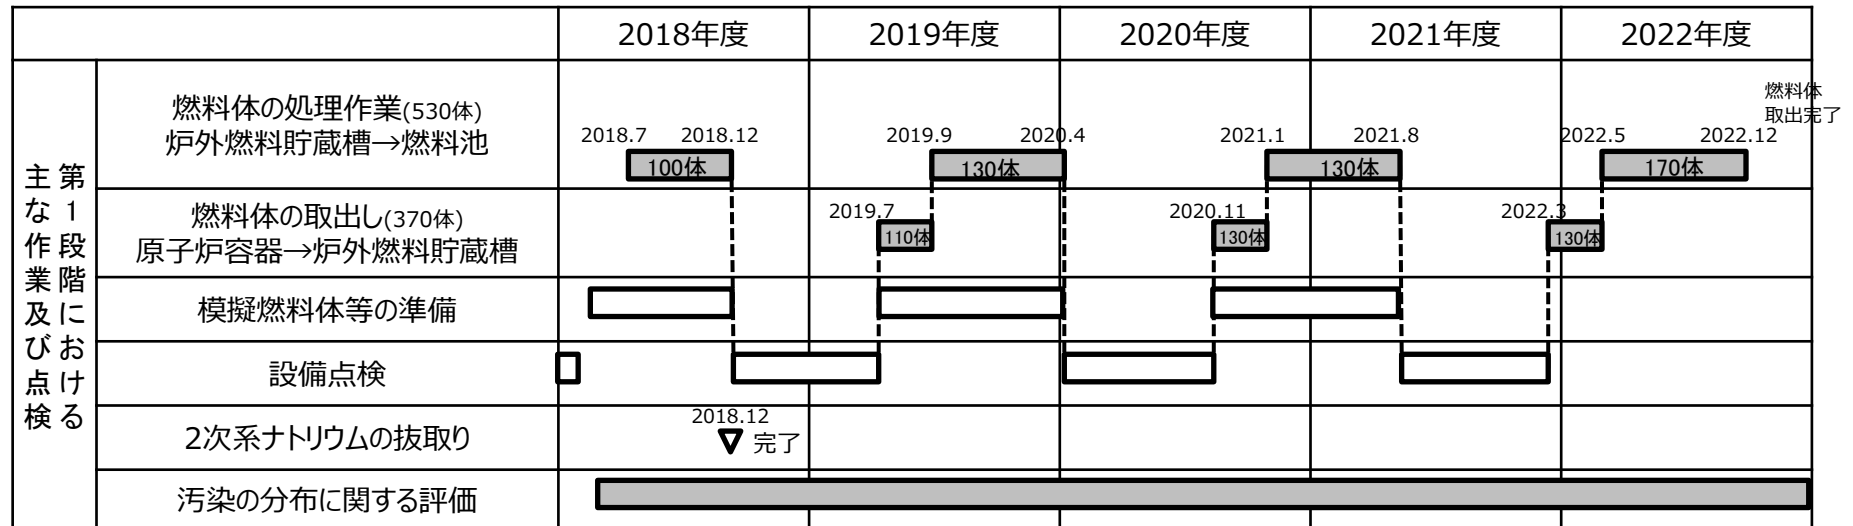 2018年度 2019年度 2020年度 2021年度 2022年度
第1段階における
主な作業及び点検
燃料体の処理作業(530体)
炉外燃料貯蔵槽→燃料池
2018.7 2018.12 2019.9 2020.4 2021.1 2021.8 2022.5 2022.12
燃料体
取出完了
100体 130体 130体 170体
燃料体の取出し(370体)
原子炉容器→炉外燃料貯蔵槽
2019.7 2020.11 2022.3
110体 130体 130体
模擬燃料体等の準備
設備点検
2次系ナトリウムの抜取り
2018.12
完了
汚染の分布に関する評価